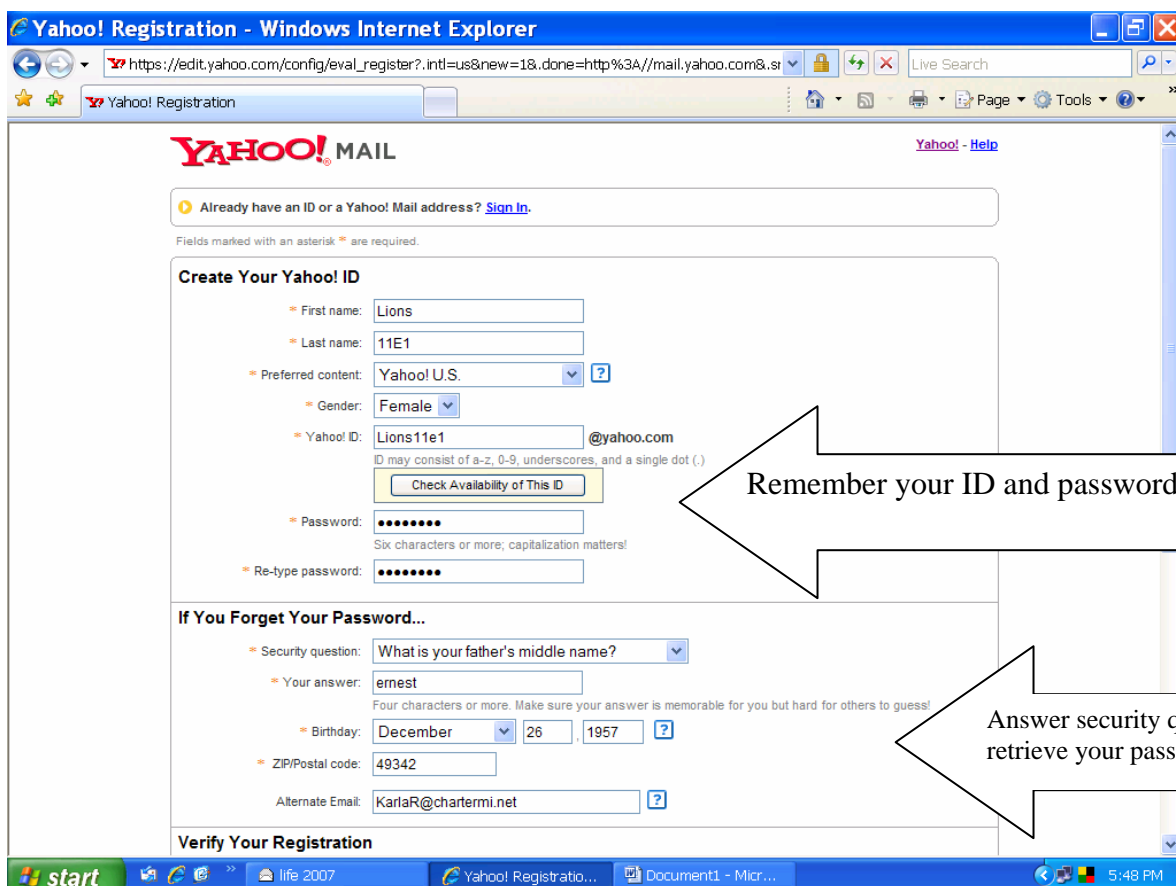 Yahoo! Registration - Windows Internet Explorer
https://edit.yahoo.com/config/eval_register?.intl=us&new=1&.done=http%3A//mail.yahoo.com&.sr
Live Search
Yahoo! Registration
Page
Tools
YAHOO! MAIL
Yahoo! - Help
Already have an ID or a Yahoo! Mail address? Sign In.
Fields marked with an asterisk * are required.
Create Your Yahoo! ID
* First name: Lions
* Last name: 11E1
* Preferred content: Yahoo! U.S.
* Gender: Female
* Yahoo! ID: Lions11e1 @yahoo.com
ID may consist of a-z, 0-9, underscores, and a single dot (.)
Check Availability of This ID
Remember your ID and password
* Password: ••••••••
Six characters or more; capitalization matters!
* Re-type password: ••••••••
If You Forget Your Password...
* Security question: What is your father's middle name?
* Your answer: ernest
Four characters or more. Make sure your answer is memorable for you but hard for others to guess!
* Birthday: December 26 , 1957
Answer security q
retrieve your pass
* ZIP/Postal code: 49342
Alternate Email: KarlaR@chartermi.net
Verify Your Registration
start
life 2007
Yahoo! Registratio...
Document1 - Micr...
5:48 PM